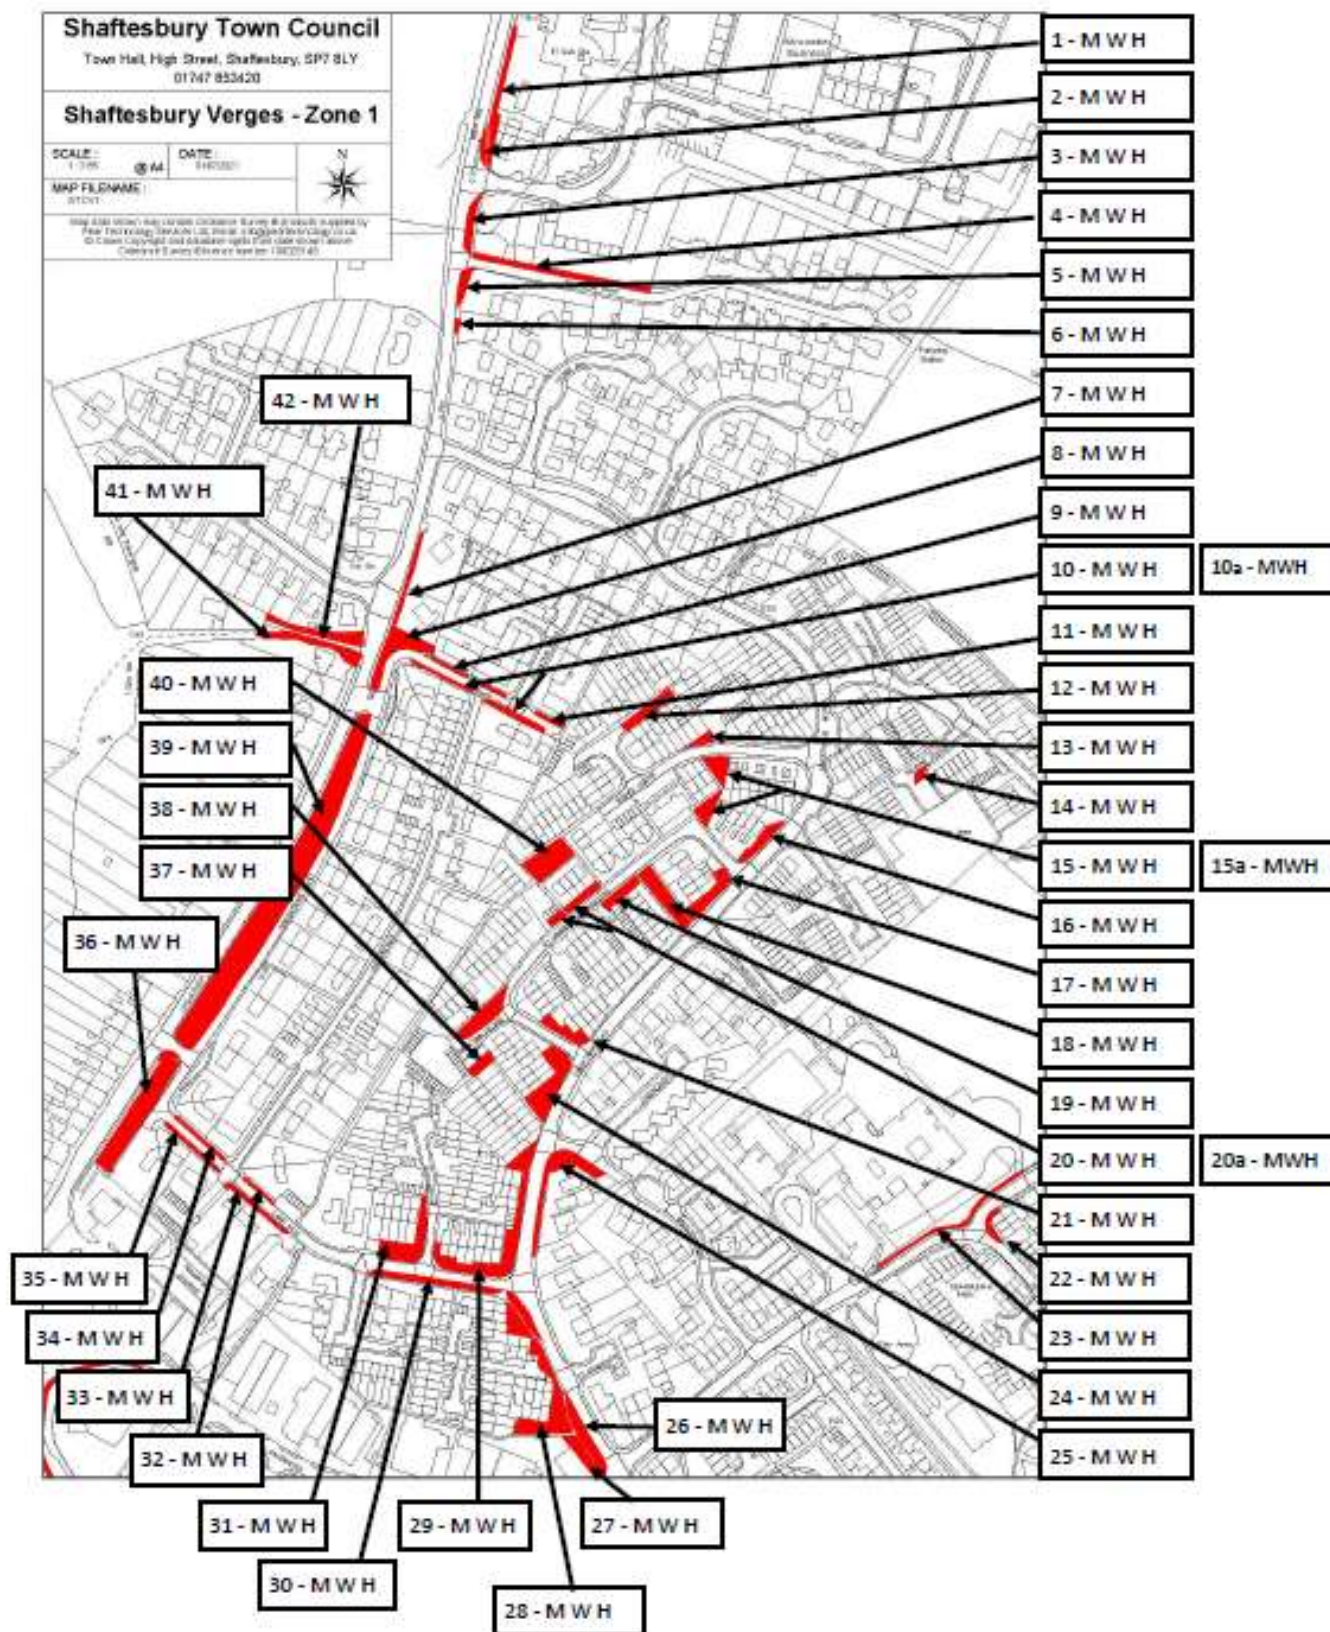 Shaftesbury Town Council
Town Hall, High Street, Shaftesbury, SP7 8LY
01747 853420
Shaftesbury Verges - Zone 1
SCALE :
@ A4
DATE :
N
MAP FILENAME :
1 - M W H
2 - M W H
3 - M W H
4 - M W H
5 - M W H
6 - M W H
7 - M W H
8 - M W H
9 - M W H
10 - M W H
10a - MWH
11 - M W H
12 - M W H
13 - M W H
14 - M W H
15 - M W H
15a - MWH
16 - M W H
17 - M W H
18 - M W H
19 - M W H
20 - M W H
20a - MWH
21 - M W H
22 - M W H
23 - M W H
24 - M W H
25 - M W H
26 - M W H
27 - M W H
28 - M W H
29 - M W H
30 - M W H
31 - M W H
32 - M W H
33 - M W H
34 - M W H
35 - M W H
36 - M W H
37 - M W H
38 - M W H
39 - M W H
40 - M W H
41 - M W H
42 - M W H